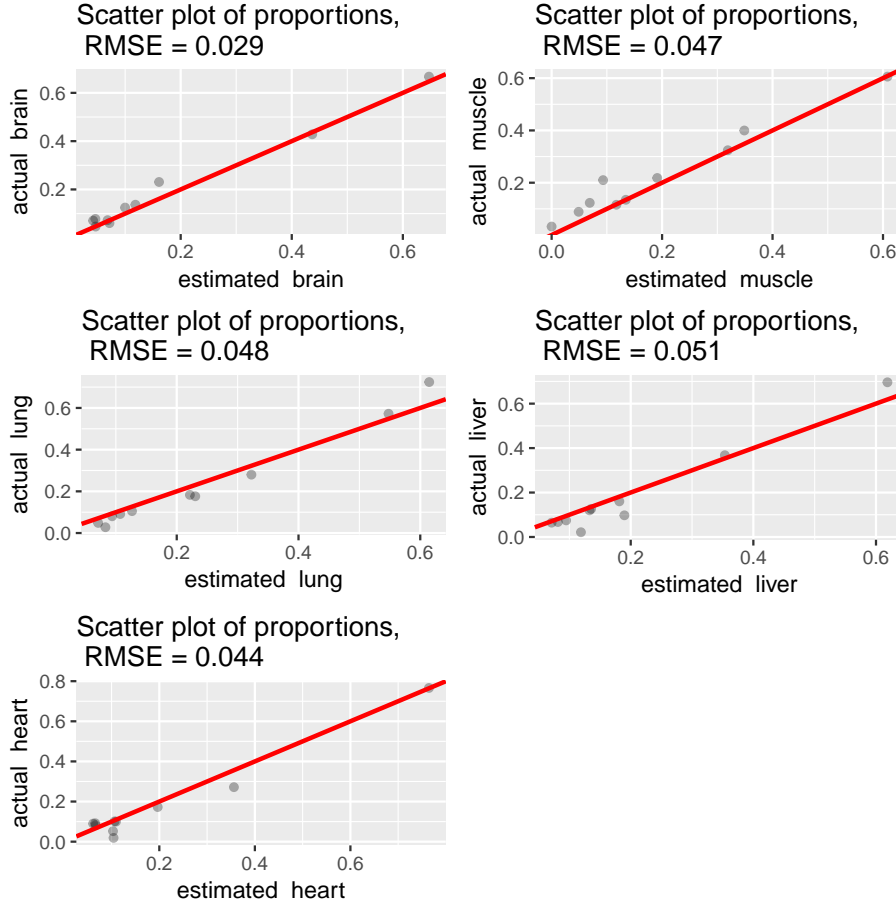 Scatter plot of proportions,
RMSE = 0.029
0.6
0.4
0.2
actual brain
0.2 0.4 0.6
estimated brain
Scatter plot of proportions,
RMSE = 0.047
0.6
0.4
0.2
actual muscle
0.0 0.2 0.4 0.6
estimated muscle
Scatter plot of proportions,
RMSE = 0.048
0.6
0.4
0.2
0.0
actual lung
0.2 0.4 0.6
estimated lung
Scatter plot of proportions,
RMSE = 0.051
0.6
0.4
0.2
0.0
actual liver
0.2 0.4 0.6
estimated liver
Scatter plot of proportions,
RMSE = 0.044
0.8
0.6
0.4
0.2
0.0
actual heart
0.2 0.4 0.6
estimated heart